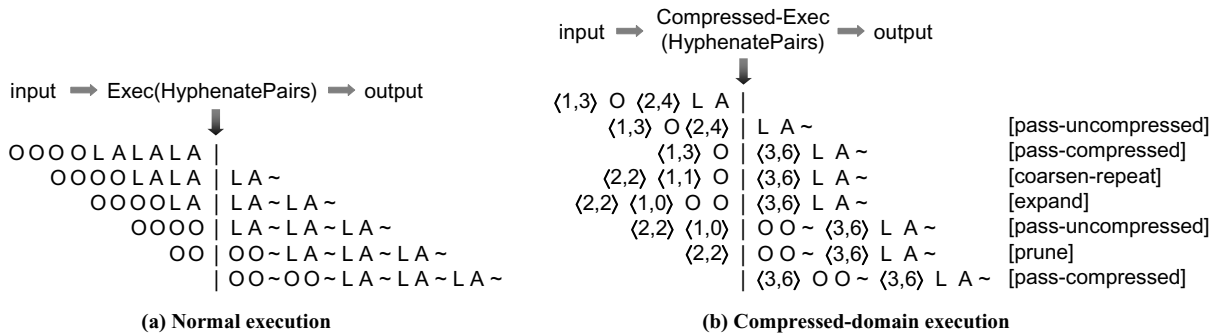 input → Exec(HyphenatePairs) → output
O O O O L A L A L A |
O O O O L A L A | L A ~
O O O O L A | L A ~ L A ~
O O O O | L A ~ L A ~ L A ~
O O | O O ~ L A ~ L A ~ L A ~
| O O ~ O O ~ L A ~ L A ~ L A ~
(a) Normal execution
input → Compressed-Exec (HyphenatePairs) → output
⟨1,3⟩ O ⟨2,4⟩ L A |
⟨1,3⟩ O ⟨2,4⟩ | L A ~ [pass-uncompressed]
⟨1,3⟩ O | ⟨3,6⟩ L A ~ [pass-compressed]
⟨2,2⟩ ⟨1,1⟩ O | ⟨3,6⟩ L A ~ [coarsen-repeat]
⟨2,2⟩ ⟨1,0⟩ O O | ⟨3,6⟩ L A ~ [expand]
⟨2,2⟩ ⟨1,0⟩ | O O ~ ⟨3,6⟩ L A ~ [pass-uncompressed]
⟨2,2⟩ | O O ~ ⟨3,6⟩ L A ~ [prune]
| ⟨3,6⟩ O O ~ ⟨3,6⟩ L A ~ [pass-compressed]
(b) Compressed-domain execution